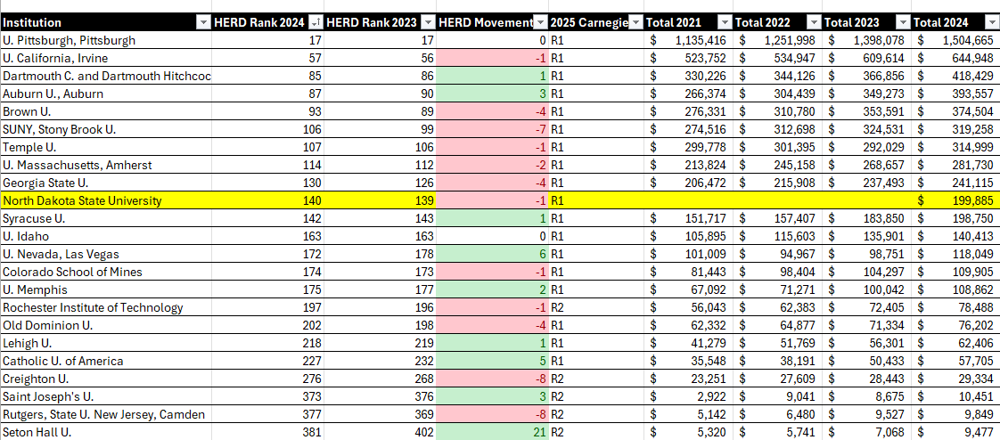 Institution HERD Rank 2024 HERD Rank 2023 HERD Movement 2025 Carnegie Total 2021 Total 2022 Total 2023 Total 2024
U. Pittsburgh, Pittsburgh 17 17 0 R1 $ 1,135,416 $ 1,251,998 $ 1,398,078 $ 1,504,665
U. California, Irvine 57 56 -1 R1 $ 523,752 $ 534,947 $ 609,614 $ 644,948
Dartmouth C. and Dartmouth Hitchcoc 85 86 1 R1 $ 330,226 $ 344,126 $ 366,856 $ 418,429
Auburn U., Auburn 87 90 3 R1 $ 266,374 $ 304,439 $ 349,273 $ 393,557
Brown U. 93 89 -4 R1 $ 276,331 $ 310,780 $ 353,591 $ 374,504
SUNY, Stony Brook U. 106 99 -7 R1 $ 274,516 $ 312,698 $ 324,531 $ 319,258
Temple U. 107 106 -1 R1 $ 299,778 $ 301,395 $ 292,029 $ 314,999
U. Massachusetts, Amherst 114 112 -2 R1 $ 213,824 $ 245,158 $ 268,657 $ 281,730
Georgia State U. 130 126 -4 R1 $ 206,472 $ 215,908 $ 237,493 $ 241,115
North Dakota State University 140 139 -1 R1 $ 199,885
Syracuse U. 142 143 1 R1 $ 151,717 $ 157,407 $ 183,850 $ 198,750
U. Idaho 163 163 0 R1 $ 105,895 $ 115,603 $ 135,901 $ 140,413
U. Nevada, Las Vegas 172 178 6 R1 $ 101,009 $ 94,967 $ 98,751 $ 118,049
Colorado School of Mines 174 173 -1 R1 $ 81,443 $ 98,404 $ 104,297 $ 109,905
U. Memphis 175 177 2 R1 $ 67,092 $ 71,271 $ 100,042 $ 108,862
Rochester Institute of Technology 197 196 -1 R2 $ 56,043 $ 62,383 $ 72,405 $ 78,488
Old Dominion U. 202 198 -4 R1 $ 62,332 $ 64,877 $ 71,334 $ 76,202
Lehigh U. 218 219 1 R1 $ 41,279 $ 51,769 $ 56,301 $ 62,406
Catholic U. of America 227 232 5 R1 $ 35,548 $ 38,191 $ 50,433 $ 57,705
Creighton U. 276 268 -8 R2 $ 23,251 $ 27,609 $ 28,443 $ 29,334
Saint Joseph's U. 373 376 3 R2 $ 2,922 $ 9,041 $ 8,675 $ 10,451
Rutgers, State U. New Jersey, Camden 377 369 -8 R2 $ 5,142 $ 6,480 $ 9,527 $ 9,849
Seton Hall U. 381 402 21 R2 $ 5,320 $ 5,741 $ 7,068 $ 9,477